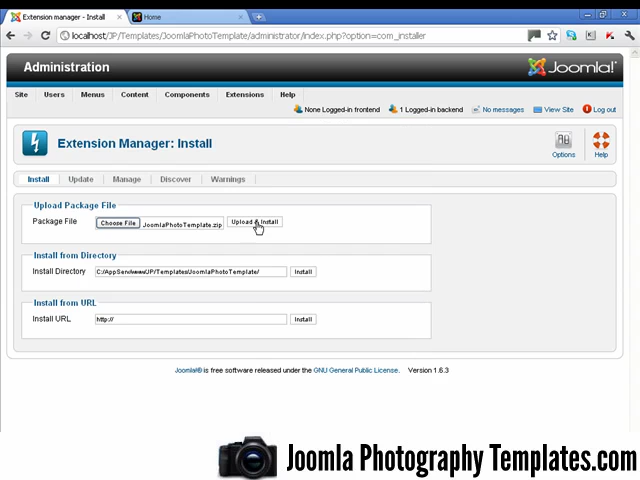 Extension manager - Install
Home
localhost/JP/Templates/JoomlaPhotoTemplate/administrator/index.php?option=com_installer
Administration
Joomla!®
Site Users Menus Content Components Extensions Help
None Logged-in frontend 1 Logged-in backend No messages View Site Log out
Extension Manager: Install
Options Help
Install Update Manage Discover Warnings
Upload Package File
Package File Choose File JoomlaPhotoTemplate.zip Upload & Install
Install from Directory
Install Directory C:/AppServ/www/JP/Templates/JoomlaPhotoTemplate/ Install
Install from URL
Install URL http:// Install
Joomla!® is free software released under the GNU General Public License. Version 1.6.3
Joomla Photography Templates.com